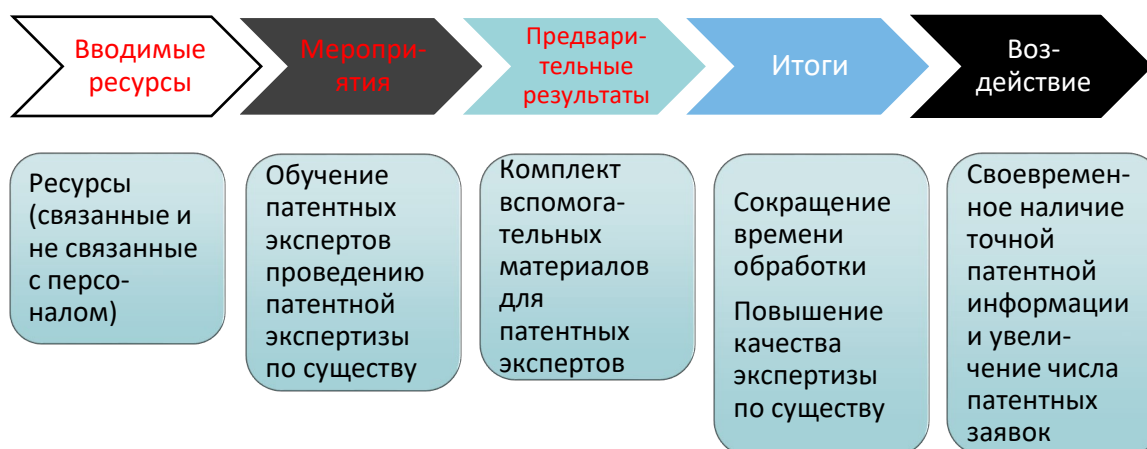 Вводимые
ресурсы
Меропри-
ятия
Предвари-
тельные
результаты
Итоги
Воз-
действие
Ресурсы
(связанные и
не связанные
с персо-
налом)
Обучение
патентных
экспертов
проведению
патентной
экспертизы
по существу
Комплект
вспомога-
тельных
материалов
для
патентных
экспертов
Сокращение
времени
обработки
Повышение
качества
экспертизы
по существу
Своевремен-
ное наличие
точной
патентной
информации
и увели-
чение числа
патентных
заявок